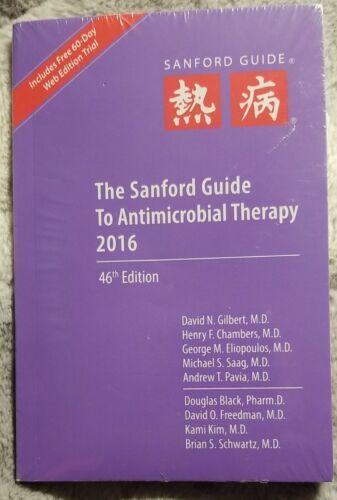 Includes Free 60-Day
Web Edition Trial
SANFORD GUIDE®
熱病®
The Sanford Guide
To Antimicrobial Therapy
2016
46th Edition
David N. Gilbert, M.D.
Henry F. Chambers, M.D.
George M. Eliopoulos, M.D.
Michael S. Saag, M.D.
Andrew T. Pavia, M.D.
Douglas Black, Pharm.D.
David O. Freedman, M.D.
Kami Kim, M.D.
Brian S. Schwartz, M.D.